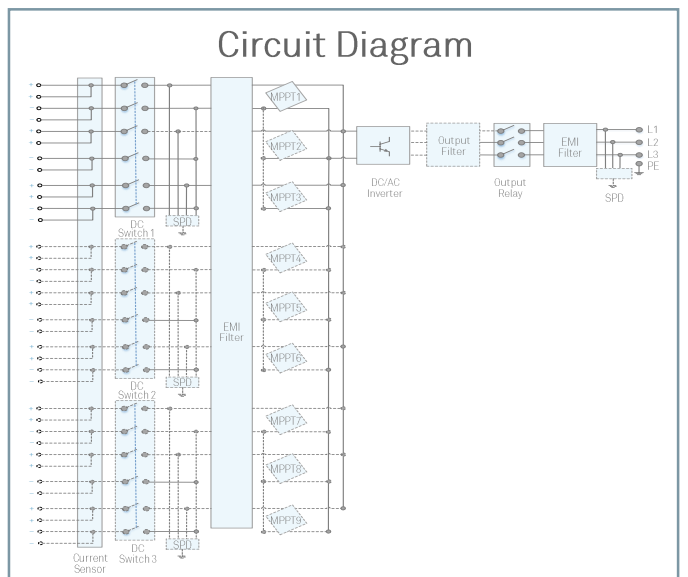 Circuit Diagram
MPPT1
MPPT2
MPPT3
SPD
DC
Switch 1
MPPT4
MPPT5
MPPT6
EMI
Filter
SPD
DC
Switch 2
MPPT7
MPPT8
MPPT9
SPD
DC
Switch 3
Current
Sensor
DC/AC
Inverter
Output
Filter
Output
Relay
EMI
Filter
L1
L2
L3
PE
SPD